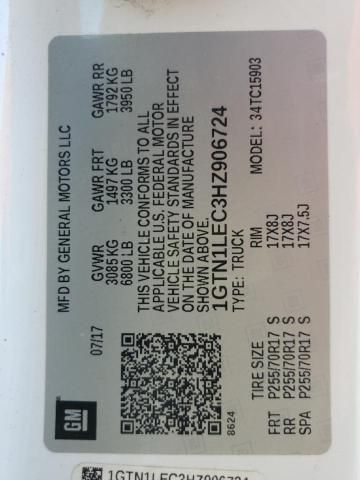 MFD BY GENERAL MOTORS LLC
07/17
GVWR GAWR FRT GAWR RR
3085 KG 1497 KG 1792 KG
6800 LB 3300 LB 3950 LB
THIS VEHICLE CONFORMS TO ALL
APPLICABLE U.S. FEDERAL MOTOR
VEHICLE SAFETY STANDARDS IN EFFECT
ON THE DATE OF MANUFACTURE
SHOWN ABOVE.
1GTN1LEC3HZ906724
TYPE: TRUCK MODEL: 34TC15903
GM
8624
TIRE SIZE RIM
FRT P255/70R17 S 17X8J
RR P255/70R17 S 17X8J
SPA P255/70R17 S 17X7.5J
1GTN1LEC3HZ906724